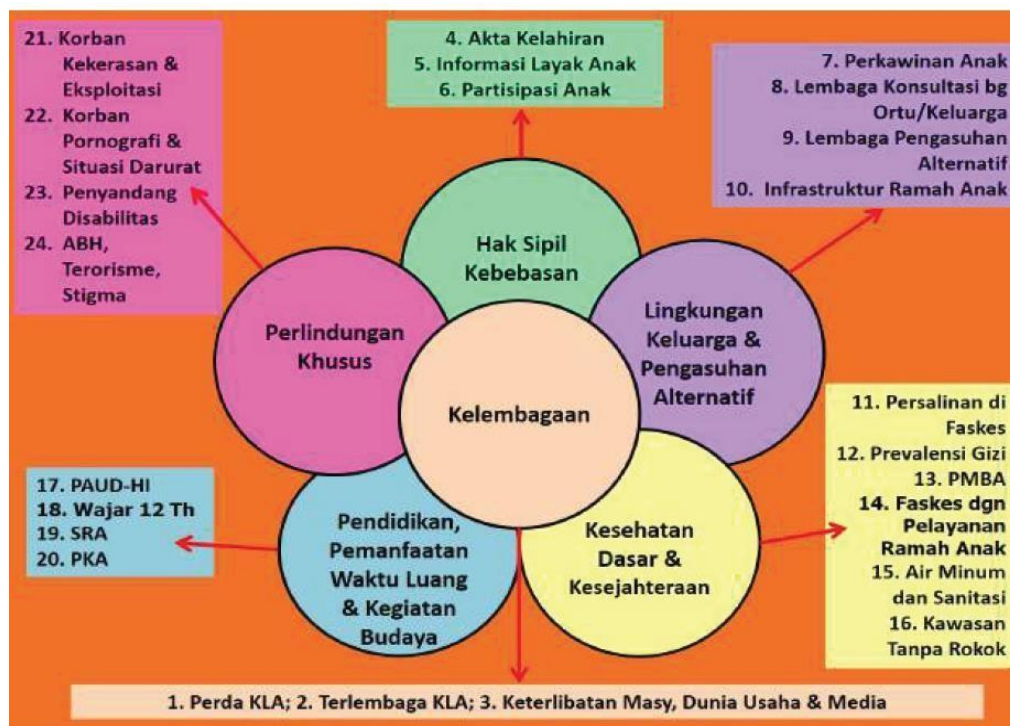 21. Korban
Kekerasan &
Eksploitasi
22. Korban
Pornografi &
Situasi Darurat
23. Penyandang
Disabilitas
24. ABH,
Terorisme,
Stigma
4. Akta Kelahiran
5. Informasi Layak Anak
6. Partisipasi Anak
7. Perkawinan Anak
8. Lembaga Konsultasi bg
Ortu/Keluarga
9. Lembaga Pengasuhan
Alternatif
10. Infrastruktur Ramah Anak
Hak Sipil
Kebebasan
Perlindungan
Khusus
Lingkungan
Keluarga &
Pengasuhan
Alternatif
Kelembagaan
11. Persalinan di
Faskes
12. Prevalensi Gizi
13. PMBA
14. Faskes dgn
Pelayanan
Ramah Anak
15. Air Minum
dan Sanitasi
16. Kawasan
Tanpa Rokok
17. PAUD-HI
18. Wajar 12 Th
19. SRA
20. PKA
Pendidikan,
Pemanfaatan
Waktu Luang
& Kegiatan
Budaya
Kesehatan
Dasar &
Kesejahteraan
1. Perda KLA; 2. Terlembaga KLA; 3. Keterlibatan Masy, Dunia Usaha & Media